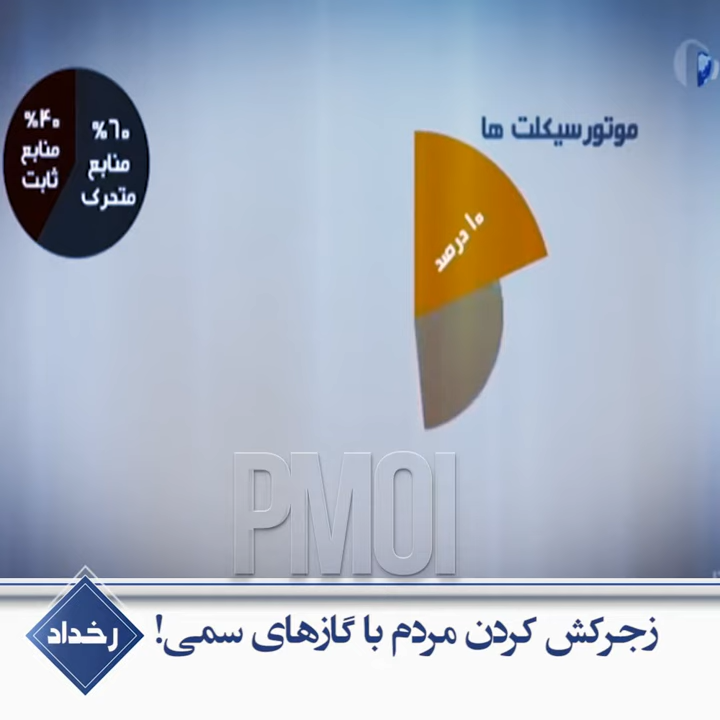 موتورسیکلت ها
۱۰ درصد
%۶۰
منابع
متحرک
%۴۰
منابع
ثابت
PMOI
زجرکش کردن مردم با گازهای سمی!
رخداد